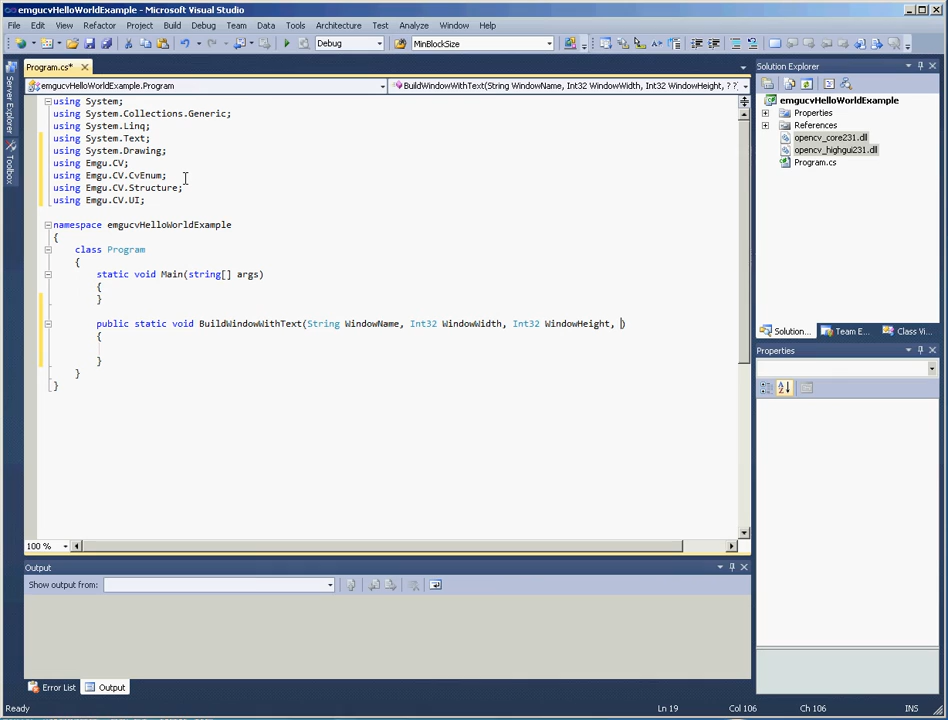 emgucvHelloWorldExample - Microsoft Visual Studio
File Edit View Refactor Project Build Debug Team Data Tools Architecture Test Analyze Window Help
Debug MinBlockSize
Program.cs*
emgucvHelloWorldExample.Program BuildWindowWithText(String WindowName, Int32 WindowWidth, Int32 WindowHeight, ? ?
using System;
using System.Collections.Generic;
using System.Linq;
using System.Text;
using System.Drawing;
using Emgu.CV;
using Emgu.CV.CvEnum;
using Emgu.CV.Structure;
using Emgu.CV.UI;
namespace emgucvHelloWorldExample
{
class Program
{
static void Main(string[] args)
{
}
public static void BuildWindowWithText(String WindowName, Int32 WindowWidth, Int32 WindowHeight, )
{
}
}
}
100 %
Server Explorer
Toolbox
Solution Explorer
emgucvHelloWorldExample
Properties
References
opencv_core231.dll
opencv_highgui231.dll
Program.cs
Solution... Team E... Class Vi...
Properties
Output
Show output from:
Error List Output
Ready Ln 19 Col 106 Ch 106 INS